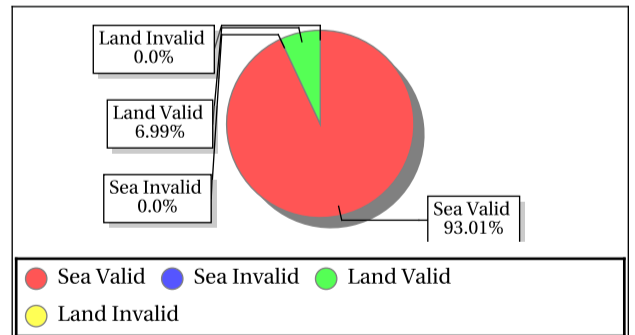 Land Invalid
0.0%
Land Valid
6.99%
Sea Invalid
0.0%
Sea Valid
93.01%
Sea Valid
Sea Invalid
Land Valid
Land Invalid